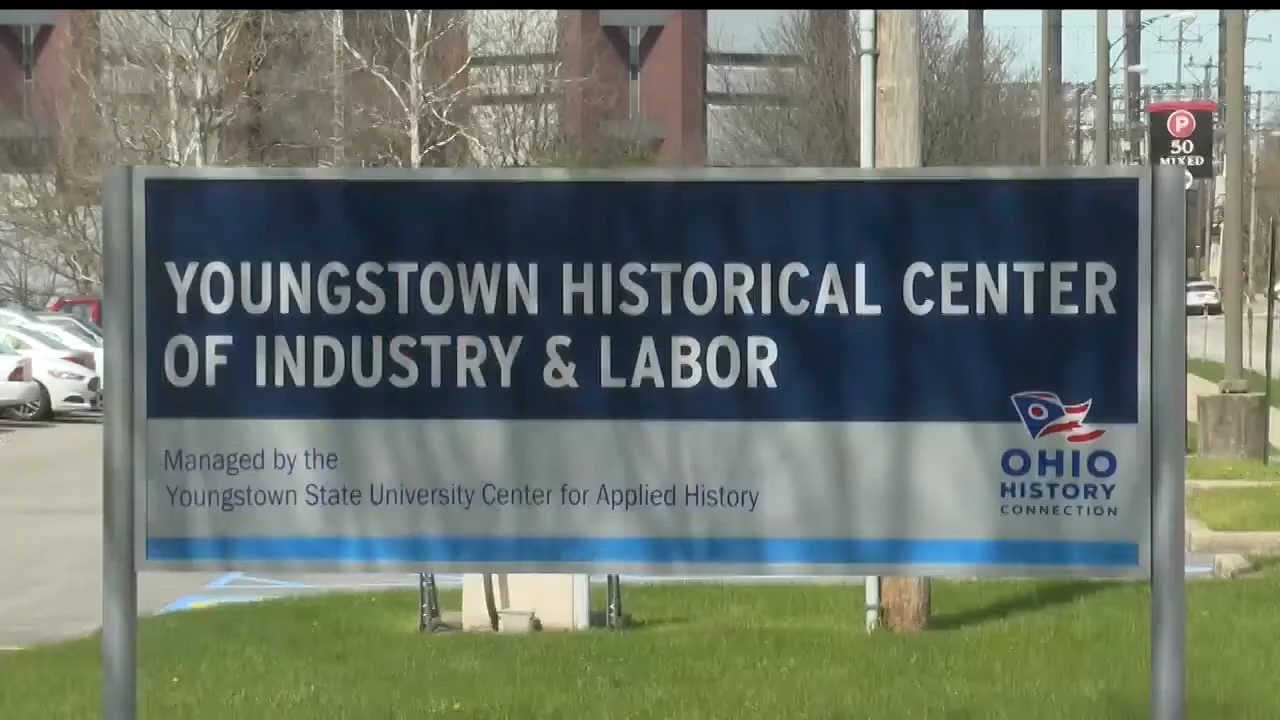 P
50
MIXED
YOUNGSTOWN HISTORICAL CENTER
OF INDUSTRY & LABOR
Managed by the
Youngstown State University Center for Applied History
OHIO
HISTORY
CONNECTION